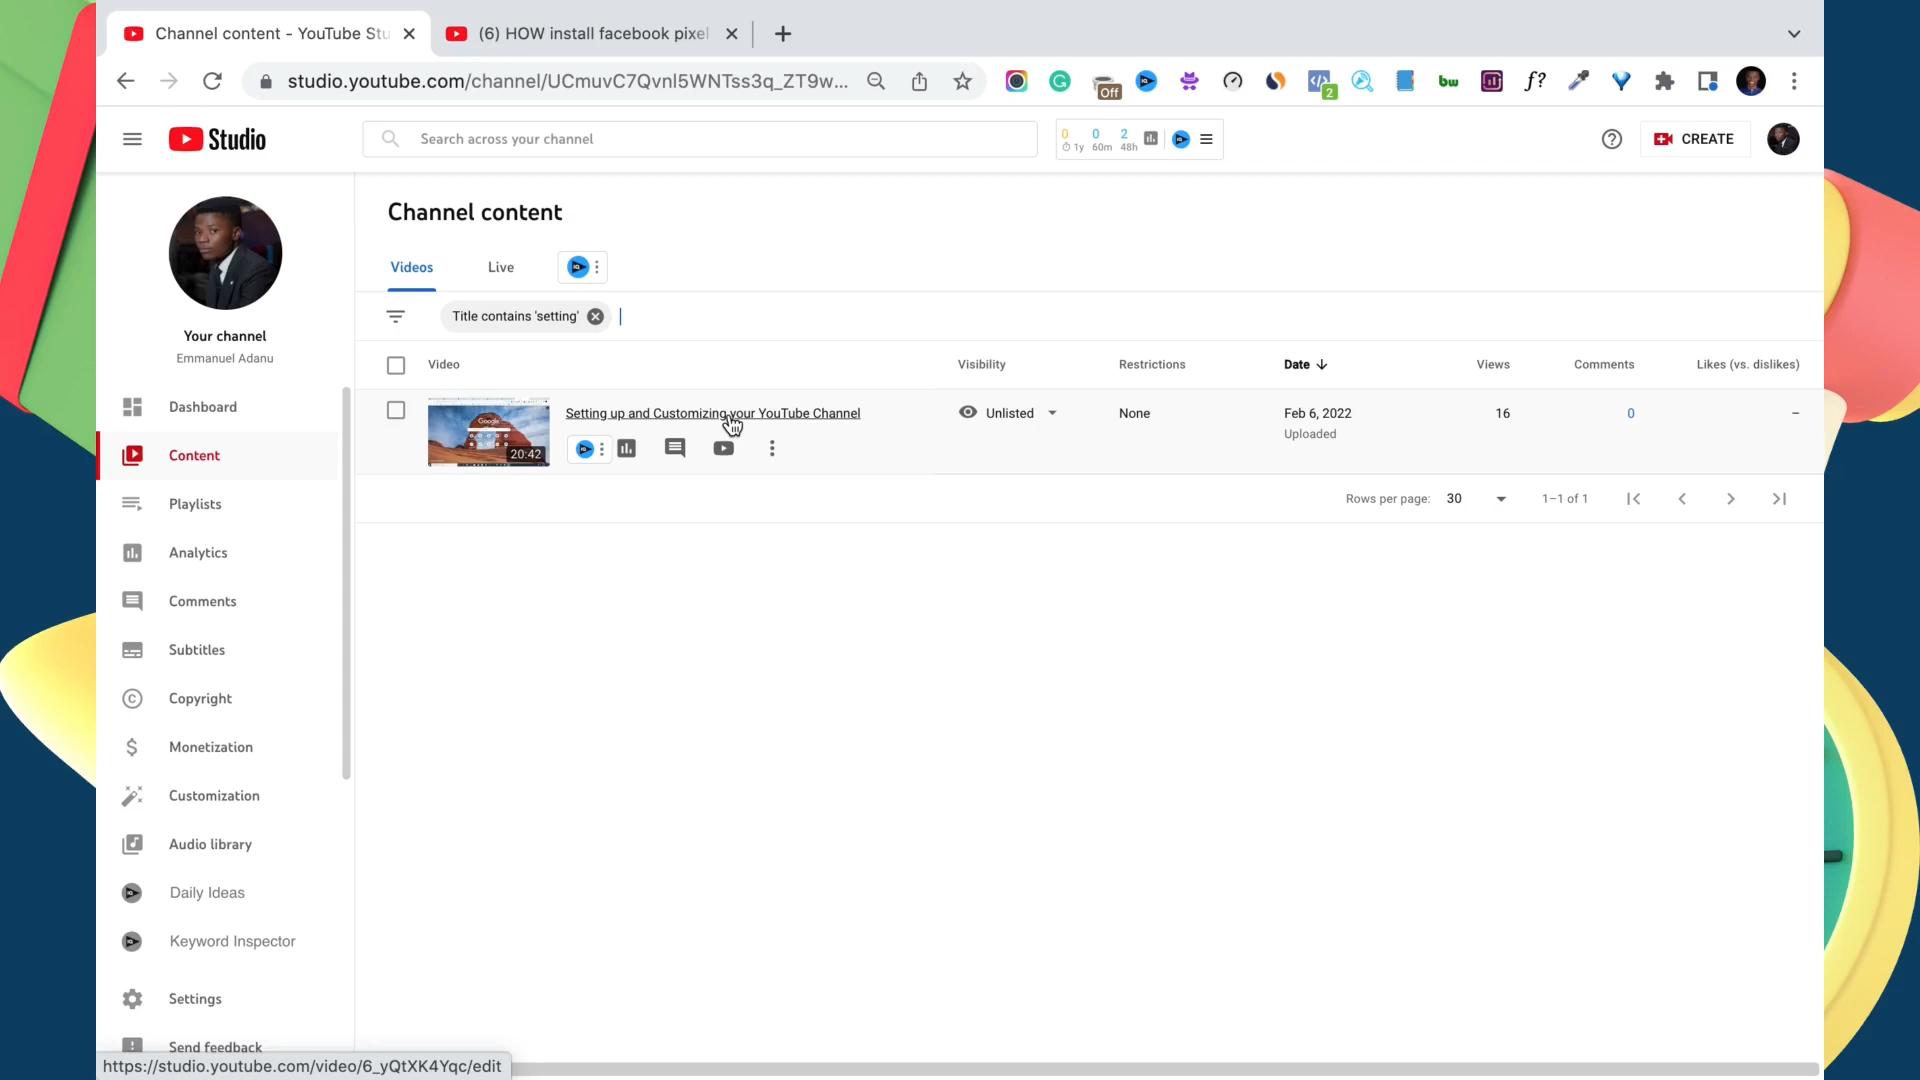 Channel content - YouTube Stu
(6) HOW install facebook pixel
studio.youtube.com/channel/UCmuvC7Qvnl5WNTss3q_ZT9w...
Off
2
bw
f?
Studio
Search across your channel
0 0 2
1y 60m 48h
CREATE
Your channel
Emmanuel Adanu
Dashboard
Content
Playlists
Analytics
Comments
Subtitles
Copyright
Monetization
Customization
Audio library
Daily Ideas
Keyword Inspector
Settings
Send feedback
Channel content
Videos Live
Title contains 'setting'
Video Visibility Restrictions Date Views Comments Likes (vs. dislikes)
Setting up and Customizing your YouTube Channel Unlisted None Feb 6, 2022 16 0 –
Uploaded
20:42
Google
Rows per page: 30 1–1 of 1
https://studio.youtube.com/video/6_yQtXK4Yqc/edit